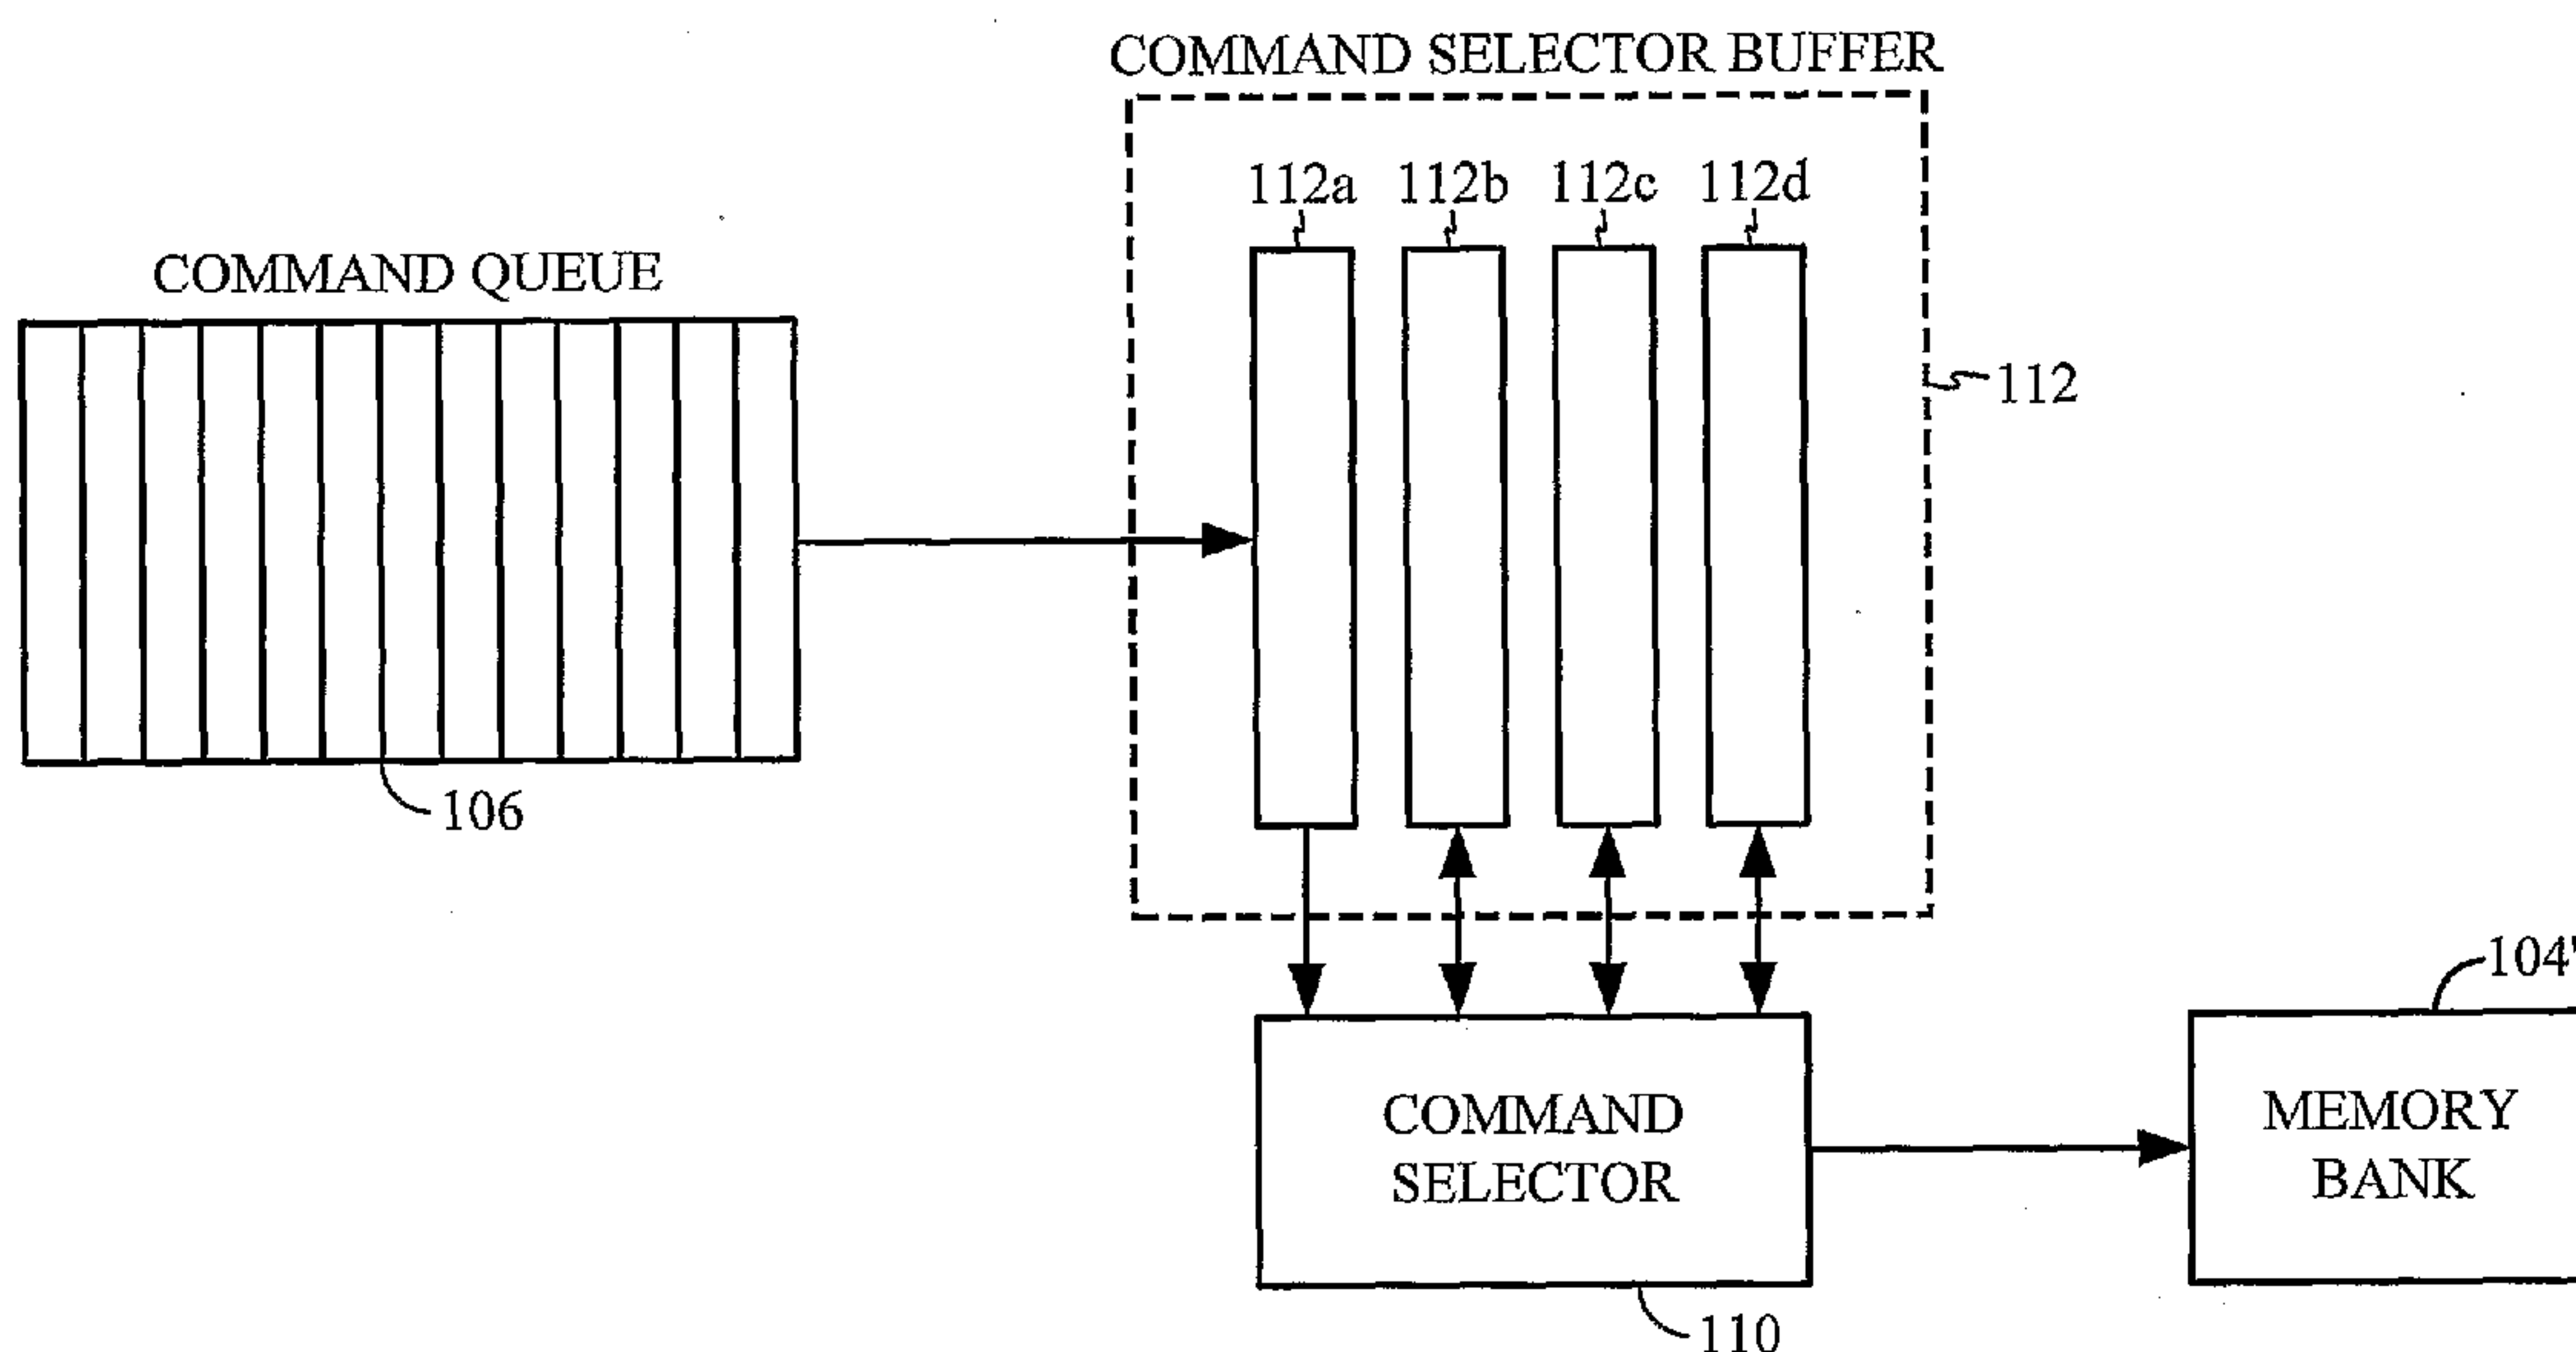 COMMAND SELECTOR BUFFER
112a 112b 112c 112d
COMMAND QUEUE
112
106
104'
MEMORY
BANK
COMMAND
SELECTOR
110